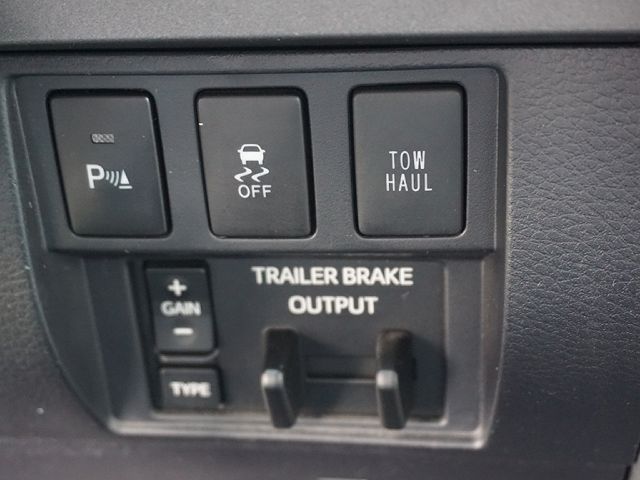 P
OFF
TOW
HAUL
+
GAIN
-
TYPE
TRAILER BRAKE
OUTPUT